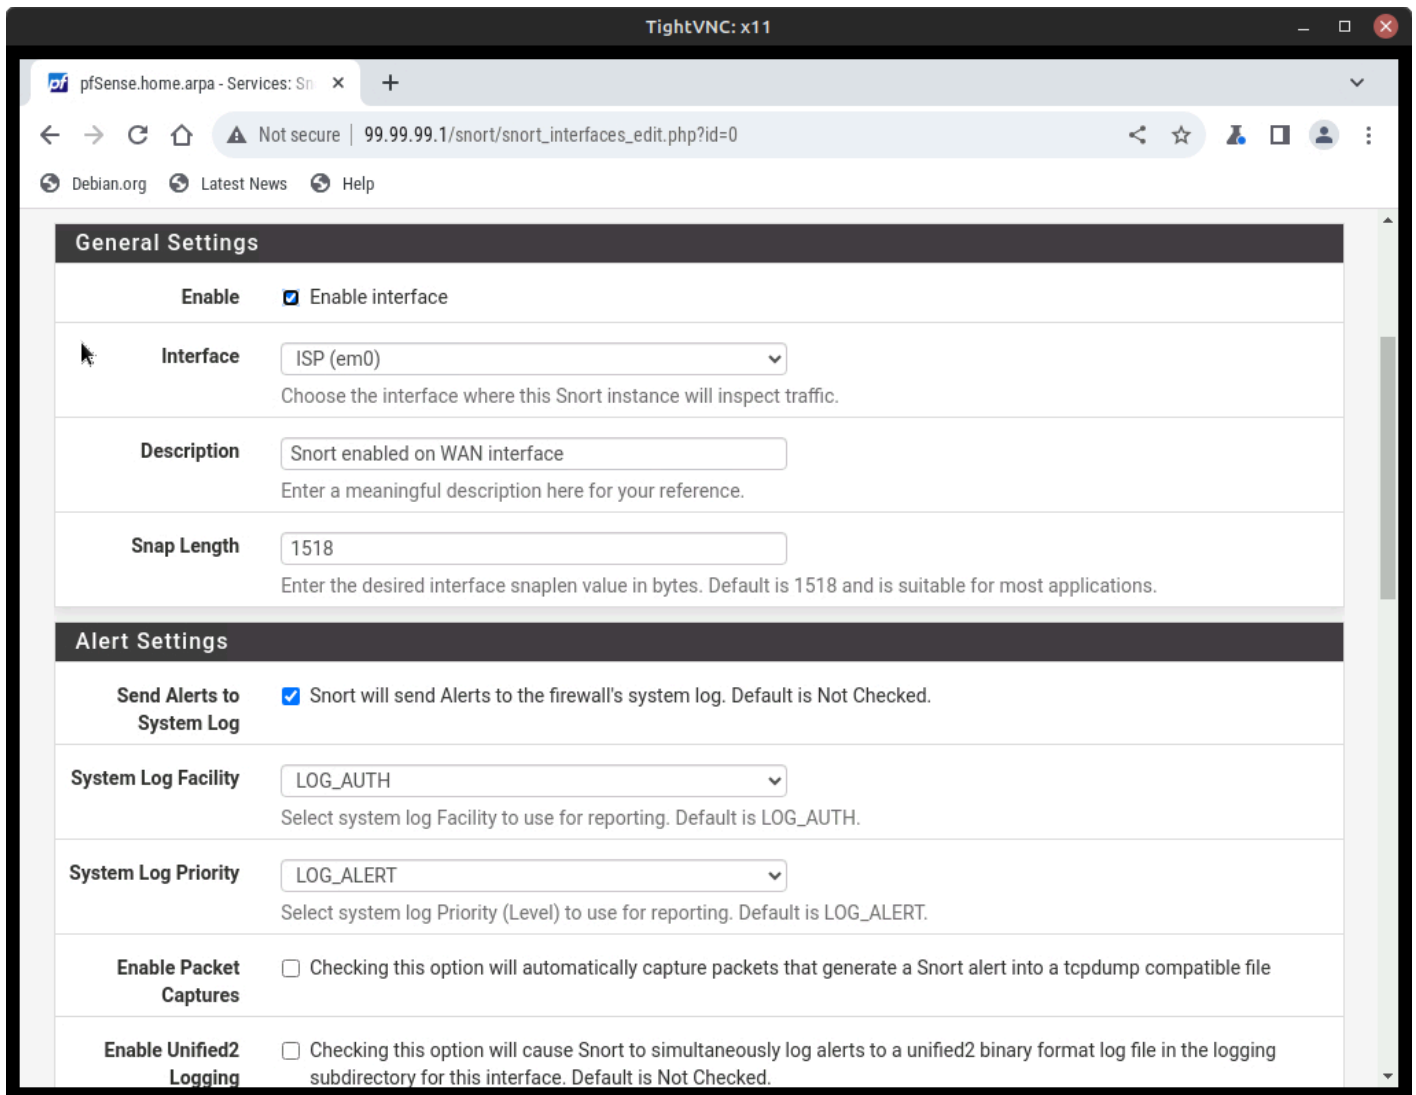 TightVNC: x11
pf pfSense.home.arpa - Services: Sn
Not secure 99.99.99.1/snort/snort_interfaces_edit.php?id=0
Debian.org Latest News Help
General Settings
Enable Enable interface
Interface ISP (em0)
Choose the interface where this Snort instance will inspect traffic.
Description Snort enabled on WAN interface
Enter a meaningful description here for your reference.
Snap Length 1518
Enter the desired interface snaplen value in bytes. Default is 1518 and is suitable for most applications.
Alert Settings
Send Alerts to Snort will send Alerts to the firewall's system log. Default is Not Checked.
System Log
System Log Facility LOG_AUTH
Select system log Facility to use for reporting. Default is LOG_AUTH.
System Log Priority LOG_ALERT
Select system log Priority (Level) to use for reporting. Default is LOG_ALERT.
Enable Packet Checking this option will automatically capture packets that generate a Snort alert into a tcpdump compatible file
Captures
Enable Unified2 Checking this option will cause Snort to simultaneously log alerts to a unified2 binary format log file in the logging
Logging subdirectory for this interface. Default is Not Checked.